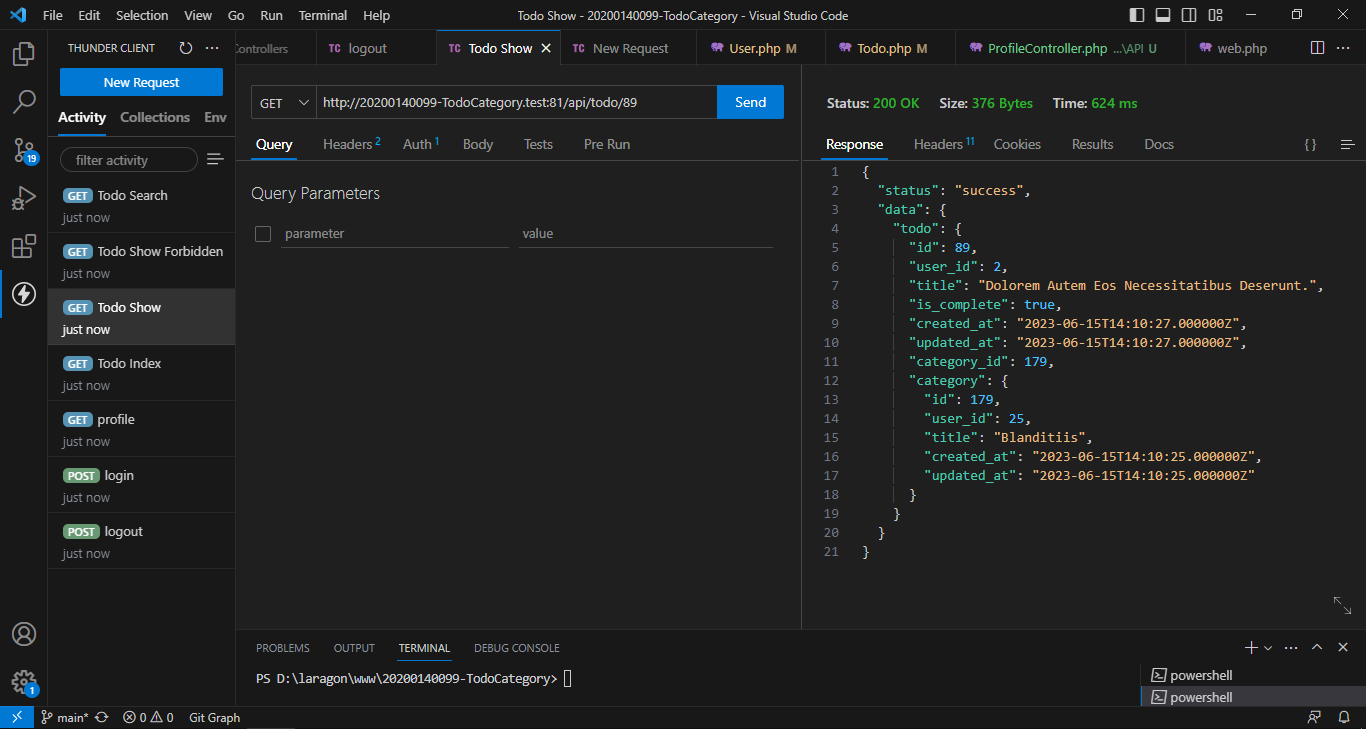 File Edit Selection View Go Run Terminal Help
Todo Show - 20200140099-TodoCategory - Visual Studio Code
THUNDER CLIENT
New Request
Activity Collections Env
filter activity
GET Todo Search
just now
GET Todo Show Forbidden
just now
GET Todo Show
just now
GET Todo Index
just now
GET profile
just now
POST login
just now
POST logout
just now
19
1
Controllers
TC logout
TC Todo Show
TC New Request
User.php M
Todo.php M
ProfileController.php ...\API U
web.php
GET http://20200140099-TodoCategory.test:81/api/todo/89 Send
Query Headers 2 Auth 1 Body Tests Pre Run
Query Parameters
parameter value
Status: 200 OK Size: 376 Bytes Time: 624 ms
Response Headers 11 Cookies Results Docs { }
1 {
2 "status": "success",
3 "data": {
4 "todo": {
5 "id": 89,
6 "user_id": 2,
7 "title": "Dolorem Autem Eos Necessitatibus Deserunt.",
8 "is_complete": true,
9 "created_at": "2023-06-15T14:10:27.000000Z",
10 "updated_at": "2023-06-15T14:10:27.000000Z",
11 "category_id": 179,
12 "category": {
13 "id": 179,
14 "user_id": 25,
15 "title": "Blanditiis",
16 "created_at": "2023-06-15T14:10:25.000000Z",
17 "updated_at": "2023-06-15T14:10:25.000000Z"
18 }
19 }
20 }
21 }
PROBLEMS OUTPUT TERMINAL DEBUG CONSOLE
PS D:\laragon\www\20200140099-TodoCategory>
powershell
powershell
main* 0 0 Git Graph